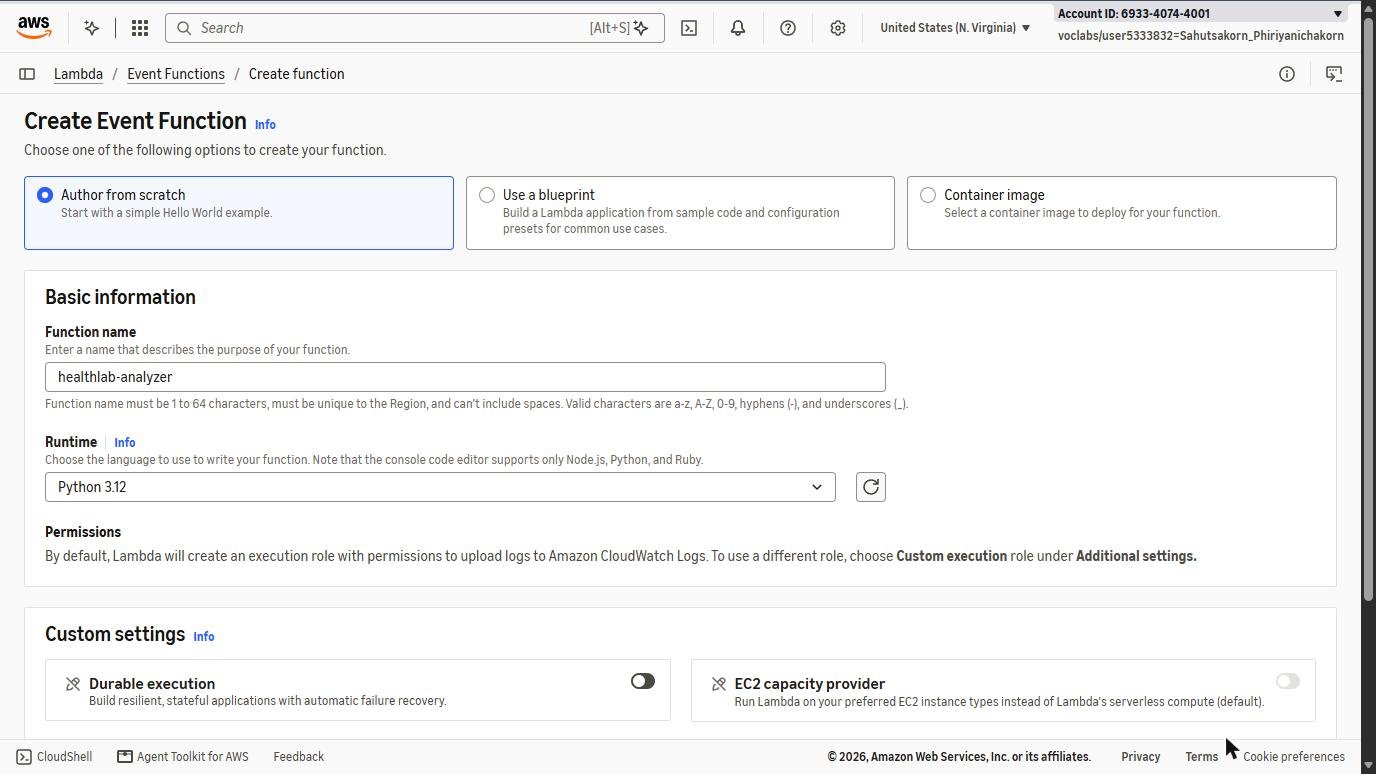 aws
Search
[Alt+S]
United States (N. Virginia)
Account ID: 6933-4074-4001
voclabs/user5333832=Sahutsakorn_Phiriyanichakorn
Lambda / Event Functions / Create function
Create Event Function Info
Choose one of the following options to create your function.
Author from scratch
Start with a simple Hello World example.
Use a blueprint
Build a Lambda application from sample code and configuration
presets for common use cases.
Container image
Select a container image to deploy for your function.
Basic information
Function name
Enter a name that describes the purpose of your function.
healthlab-analyzer
Function name must be 1 to 64 characters, must be unique to the Region, and can't include spaces. Valid characters are a-z, A-Z, 0-9, hyphens (-), and underscores (_).
Runtime Info
Choose the language to use to write your function. Note that the console code editor supports only Node.js, Python, and Ruby.
Python 3.12
Permissions
By default, Lambda will create an execution role with permissions to upload logs to Amazon CloudWatch Logs. To use a different role, choose Custom execution role under Additional settings.
Custom settings Info
Durable execution
Build resilient, stateful applications with automatic failure recovery.
EC2 capacity provider
Run Lambda on your preferred EC2 instance types instead of Lambda's serverless compute (default).
CloudShell Agent Toolkit for AWS Feedback © 2026, Amazon Web Services, Inc. or its affiliates. Privacy Terms Cookie preferences